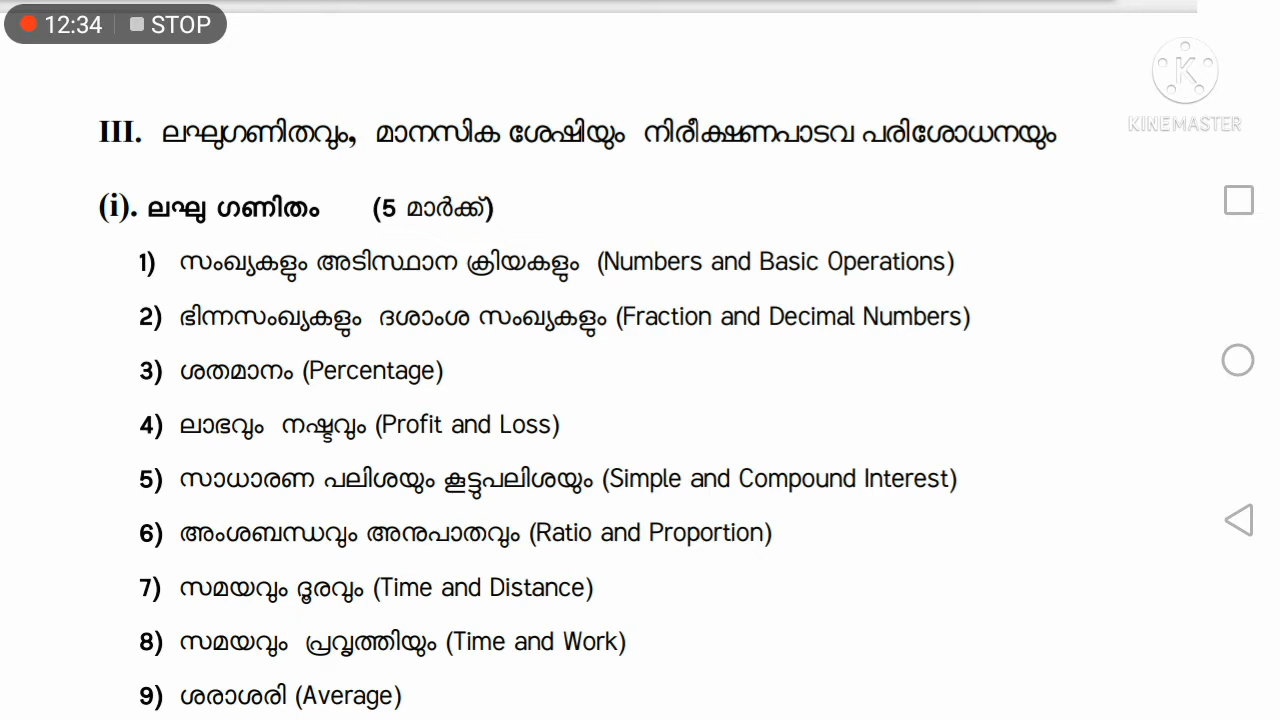 12:34 STOP
KINEMASTER
III. ലഘുഗണിതവും, മാനസിക ശേഷിയും നിരീക്ഷണപാടവ പരിശോധനയും
(i). ലഘു ഗണിതം (5 മാർക്ക്)
1) സംഖ്യകളും അടിസ്ഥാന ക്രിയകളും (Numbers and Basic Operations)
2) ഭിന്നസംഖ്യകളും ദശാംശ സംഖ്യകളും (Fraction and Decimal Numbers)
3) ശതമാനം (Percentage)
4) ലാഭവും നഷ്ടവും (Profit and Loss)
5) സാധാരണ പലിശയും കൂട്ടുപലിശയും (Simple and Compound Interest)
6) അംശബന്ധവും അനുപാതവും (Ratio and Proportion)
7) സമയവും ദൂരവും (Time and Distance)
8) സമയവും പ്രവൃത്തിയും (Time and Work)
9) ശരാശരി (Average)